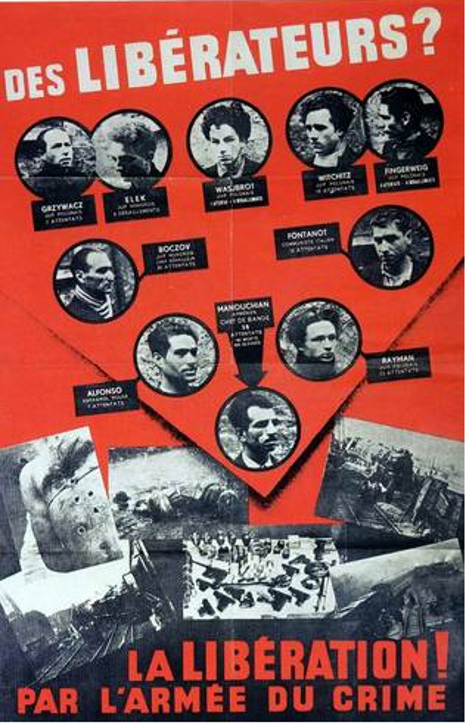 DES LIBÉRATEURS?
GRZYWACZ
JUIF POLONAIS
2 ATTENTATS
ELEK
JUIF HONGROIS
8 DÉRAILLEMENTS
WASJBROT
JUIF POLONAIS
1 ATTENTAT - 3 DÉRAILLEMENTS
WITCHITZ
JUIF POLONAIS
15 ATTENTATS
FINGERWEIG
JUIF POLONAIS
3 ATTENTATS - 5 DÉRAILLEMENTS
BOCZOV
JUIF HONGROIS
CHEF DÉRAILLEUR
20 ATTENTATS
FONTANOT
COMMUNISTE ITALIEN
12 ATTENTATS
MANOUCHIAN
ARMÉNIEN
CHEF DE BANDE
56
ATTENTATS
150 MORTS
600 BLESSÉS
ALFONSO
ESPAGNOL ROUGE
7 ATTENTATS
RAYMAN
JUIF POLONAIS
13 ATTENTATS
LA LIBÉRATION!
PAR L'ARMÉE DU CRIME